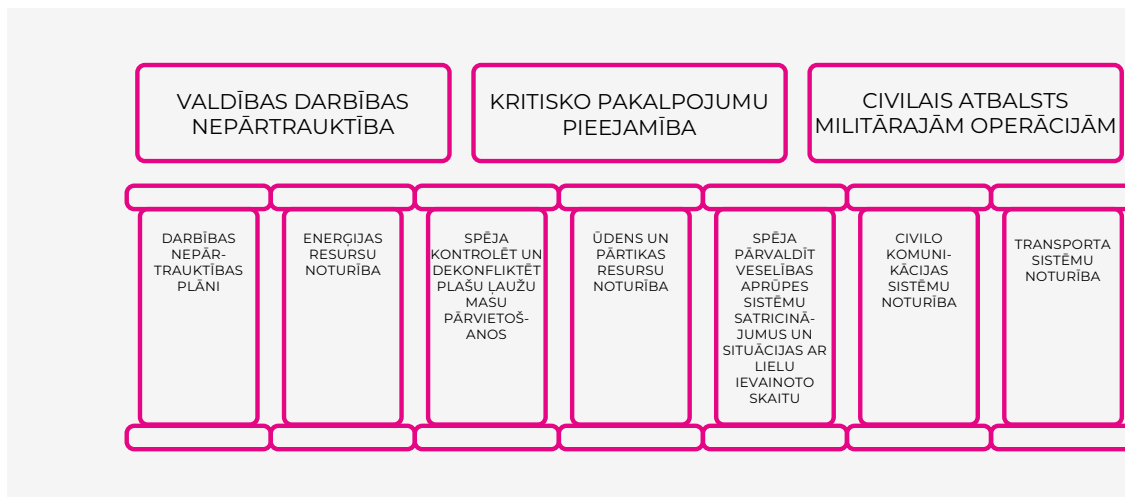 VALDĪBAS DARBĪBAS
NEPĀRTRAUKTĪBA
KRITISKO PAKALPOJUMU
PIEEJAMĪBA
CIVILAIS ATBALSTS
MILITĀRAJĀM OPERĀCIJĀM
DARBĪBAS
NEPĀR-
TRAUKTĪBAS
PLĀNI
ENERĢIJAS
RESURSU
NOTURĪBA
SPĒJA
KONTROLĒT UN
DEKONFLIKTĒT
PLAŠU ĻAUŽU
MASU
PĀRVIETOŠ-
ANOS
ŪDENS UN
PĀRTIKAS
RESURSU
NOTURĪBA
SPĒJA
PĀRVALDĪT
VESELĪBAS
APRŪPES
SISTĒMU
SATRICINĀ-
JUMUS UN
SITUĀCIJAS AR
LIELU
IEVAINOTO
SKAITU
CIVILO
KOMUNI-
KĀCIJAS
SISTĒMU
NOTURĪBA
TRANSPORTA
SISTĒMU
NOTURĪBA